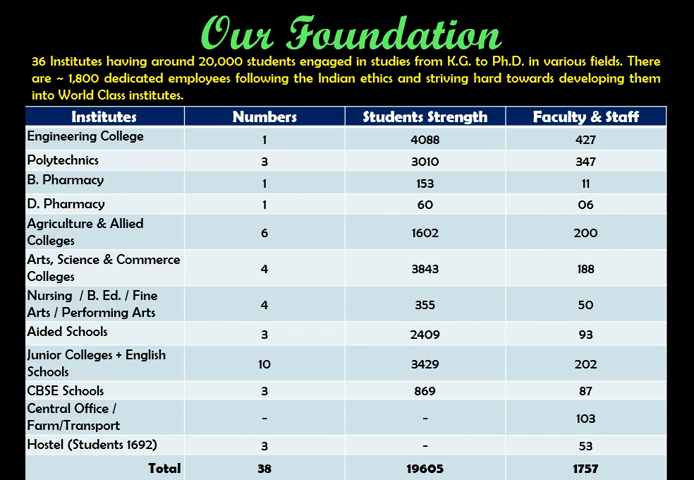 Our Foundation
36 Institutes having around 20,000 students engaged in studies from K.G. to Ph.D. in various fields. There
are ~ 1,800 dedicated employees following the Indian ethics and striving hard towards developing them
into World Class institutes.
Institutes Numbers Students Strength Faculty & Staff
Engineering College 1 4088 427
Polytechnics 3 3010 347
B. Pharmacy 1 153 11
D. Pharmacy 1 60 06
Agriculture & Allied
Colleges 6 1602 200
Arts, Science & Commerce
Colleges 4 3843 188
Nursing / B. Ed. / Fine
Arts / Performing Arts 4 355 50
Aided Schools 3 2409 93
Junior Colleges + English
Schools 10 3429 202
CBSE Schools 3 869 87
Central Office /
Farm/Transport - - 103
Hostel (Students 1692) 3 - 53
Total 38 19605 1757